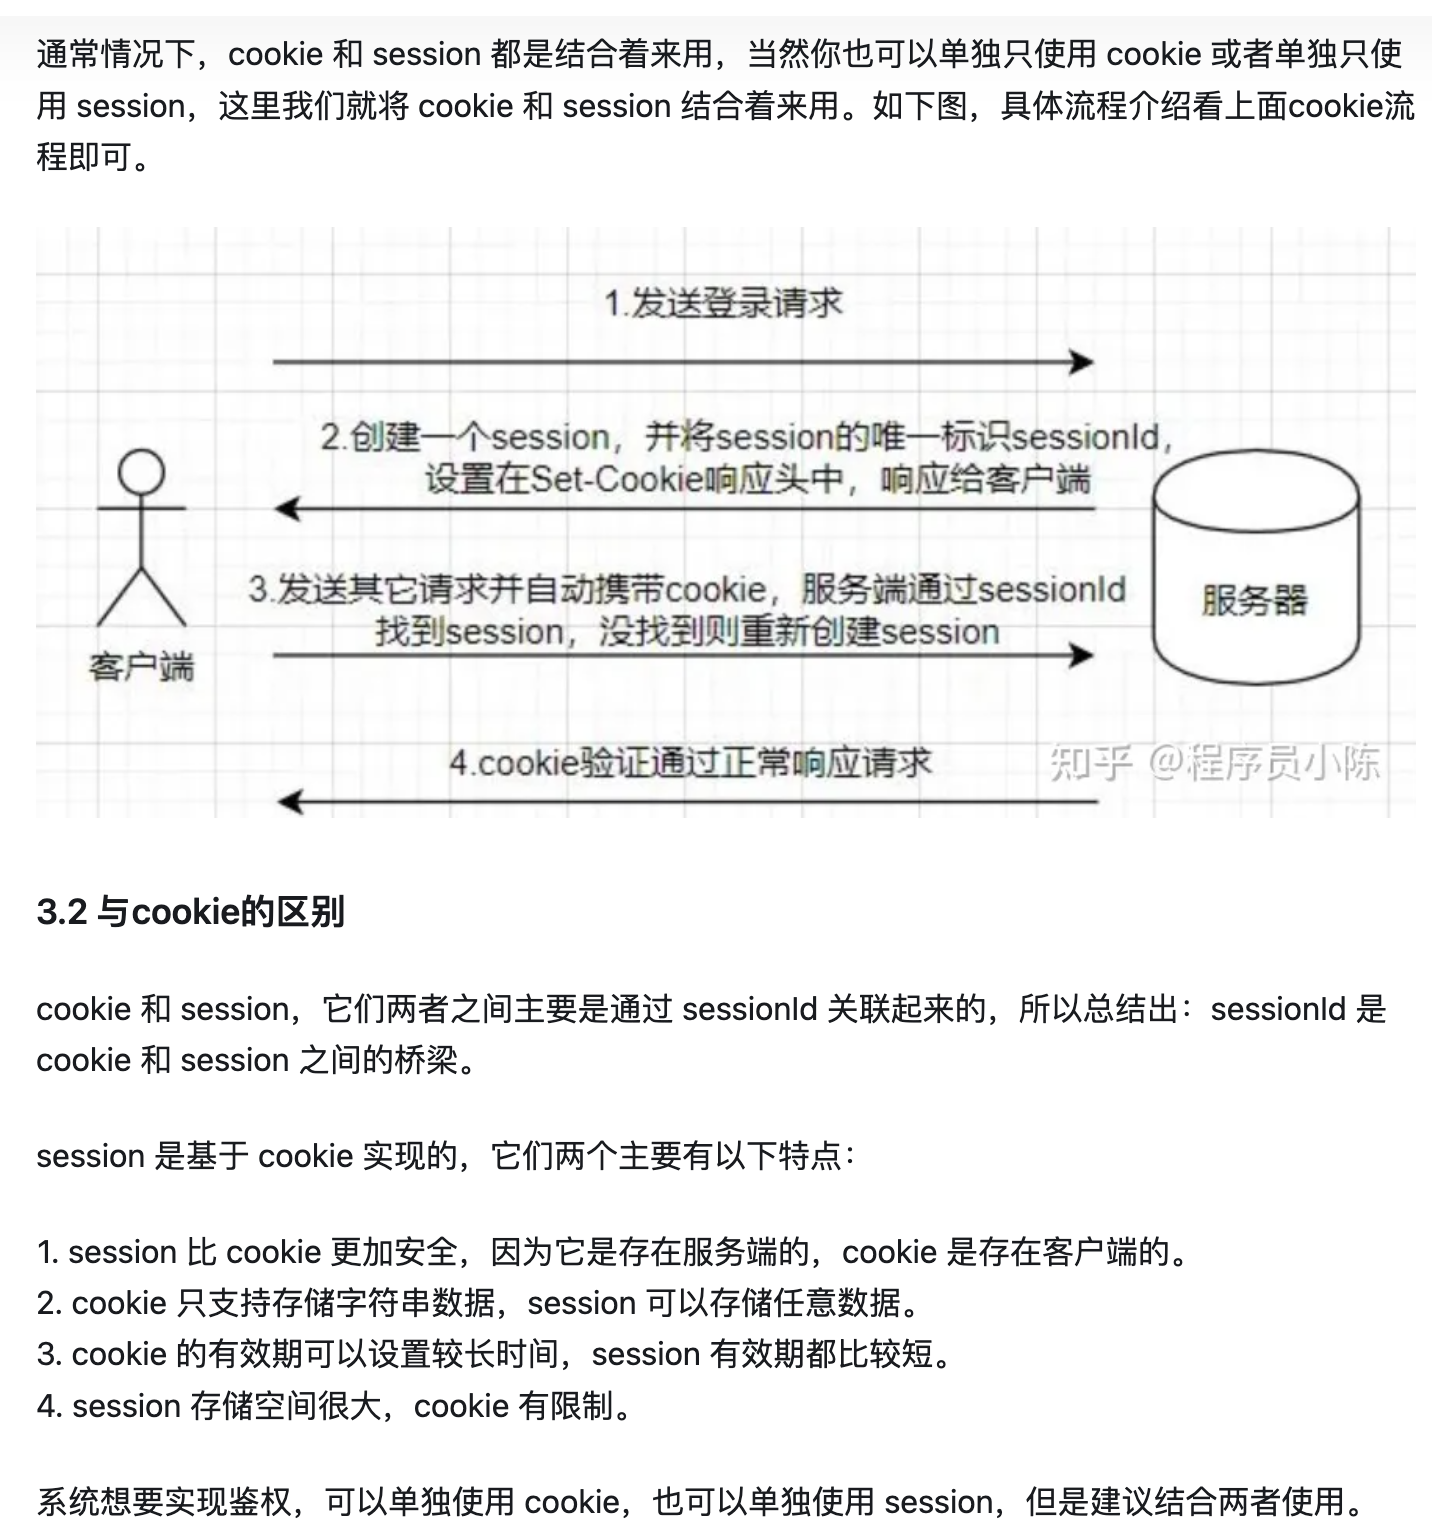 通常情况下，cookie 和 session 都是结合着来用，当然你也可以单独只使用 cookie 或者单独只使
用 session，这里我们就将 cookie 和 session 结合着来用。如下图，具体流程介绍看上面cookie流
程即可。
1.发送登录请求
2.创建一个session，并将session的唯一标识sessionId，
设置在Set-Cookie响应头中，响应给客户端
3.发送其它请求并自动携带cookie，服务端通过sessionId
找到session，没找到则重新创建session
服务器
客户端
4.cookie验证通过正常响应请求
知乎 @程序员小陈
3.2 与cookie的区别
cookie 和 session，它们两者之间主要是通过 sessionId 关联起来的，所以总结出：sessionId 是
cookie 和 session 之间的桥梁。
session 是基于 cookie 实现的，它们两个主要有以下特点：
1. session 比 cookie 更加安全，因为它是存在服务端的，cookie 是存在客户端的。
2. cookie 只支持存储字符串数据，session 可以存储任意数据。
3. cookie 的有效期可以设置较长时间，session 有效期都比较短。
4. session 存储空间很大，cookie 有限制。
系统想要实现鉴权，可以单独使用 cookie，也可以单独使用 session，但是建议结合两者使用。